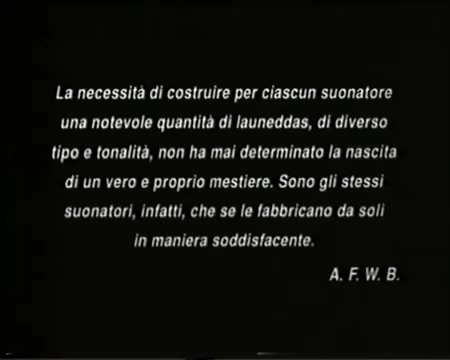 La necessità di costruire per ciascun suonatore
una notevole quantità di launeddas, di diverso
tipo e tonalità, non ha mai determinato la nascita
di un vero e proprio mestiere. Sono gli stessi
suonatori, infatti, che se le fabbricano da soli
in maniera soddisfacente.
A. F. W. B.